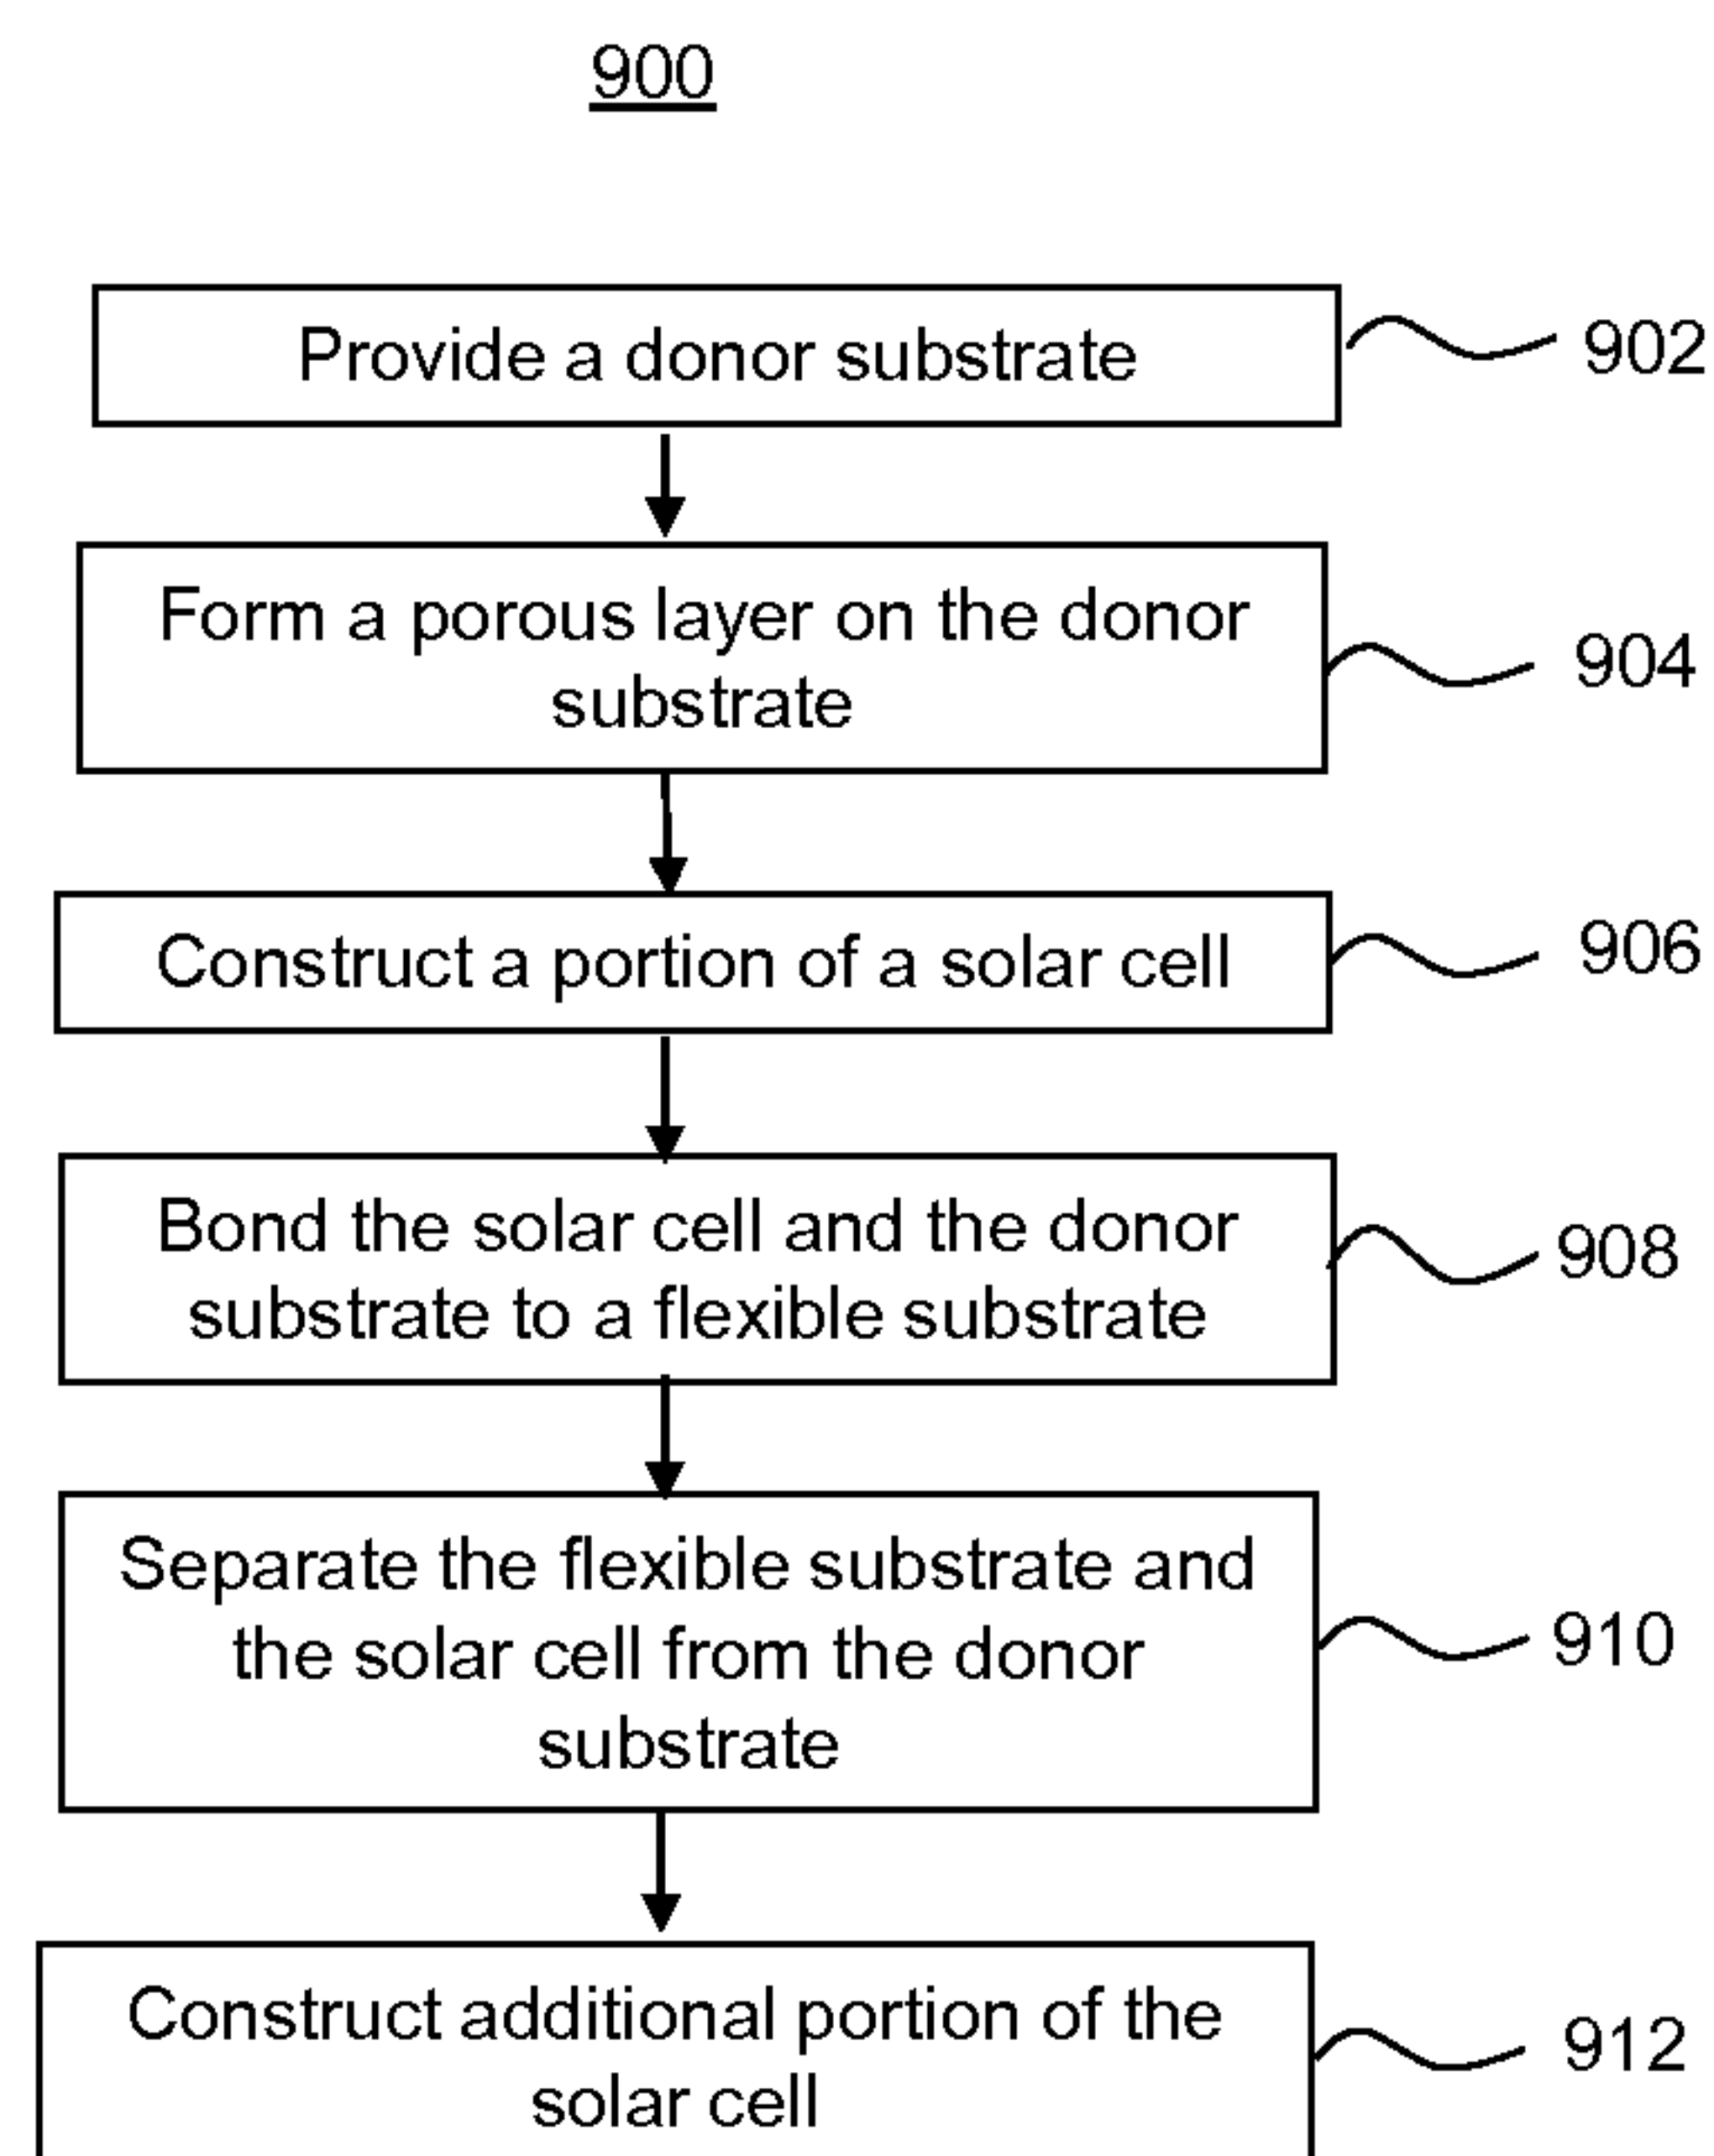 900
Provide a donor substrate
902
Form a porous layer on the donor
substrate
904
Construct a portion of a solar cell
906
Bond the solar cell and the donor
substrate to a flexible substrate
908
Separate the flexible substrate and
the solar cell from the donor
substrate
910
Construct additional portion of the
solar cell
912